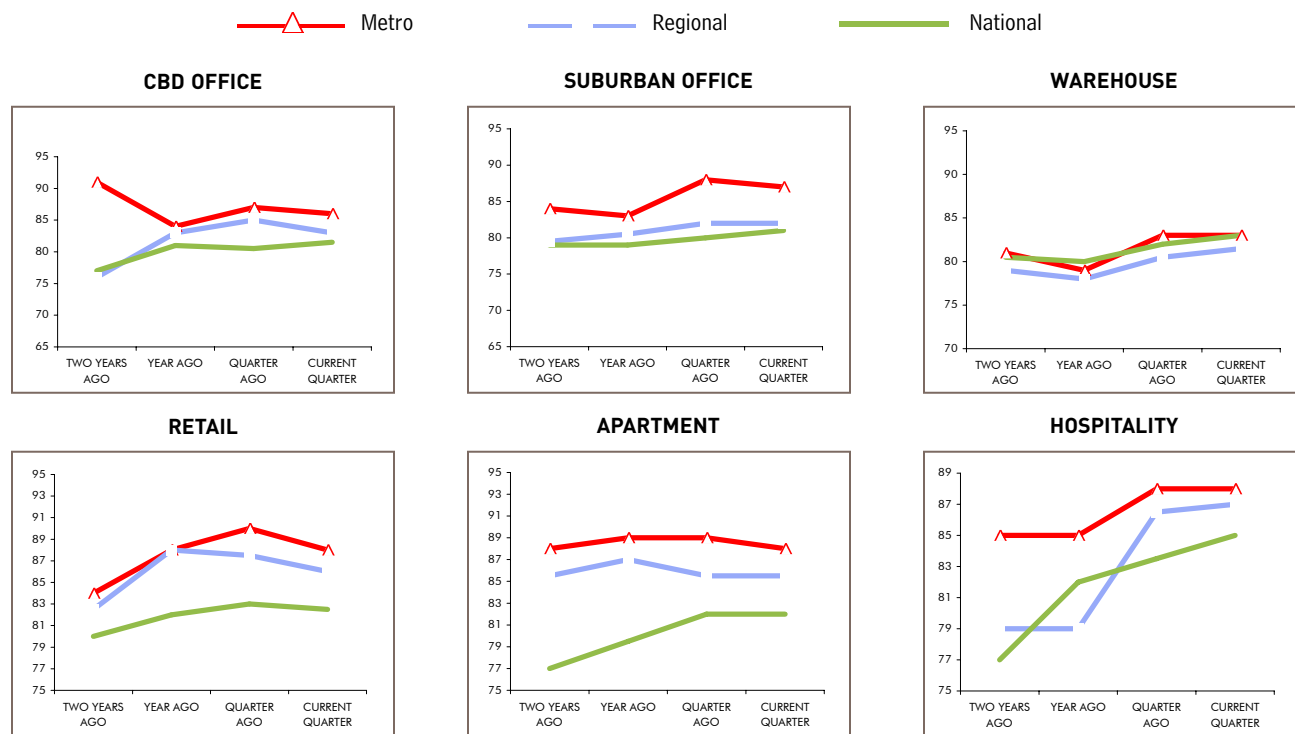 Metro Regional National
CBD OFFICE
95
90
85
80
75
70
65
TWO YEARS YEAR AGO QUARTER CURRENT
AGO AGO QUARTER
SUBURBAN OFFICE
95
90
85
80
75
70
65
TWO YEARS YEAR AGO QUARTER CURRENT
AGO AGO QUARTER
WAREHOUSE
95
90
85
80
75
70
TWO YEARS YEAR AGO QUARTER CURRENT
AGO AGO QUARTER
RETAIL
95
93
91
89
87
85
83
81
79
77
75
TWO YEARS YEAR AGO QUARTER CURRENT
AGO AGO QUARTER
APARTMENT
95
93
91
89
87
85
83
81
79
77
75
TWO YEARS YEAR AGO QUARTER CURRENT
AGO AGO QUARTER
HOSPITALITY
89
87
85
83
81
79
77
75
TWO YEARS YEAR AGO QUARTER CURRENT
AGO AGO QUARTER